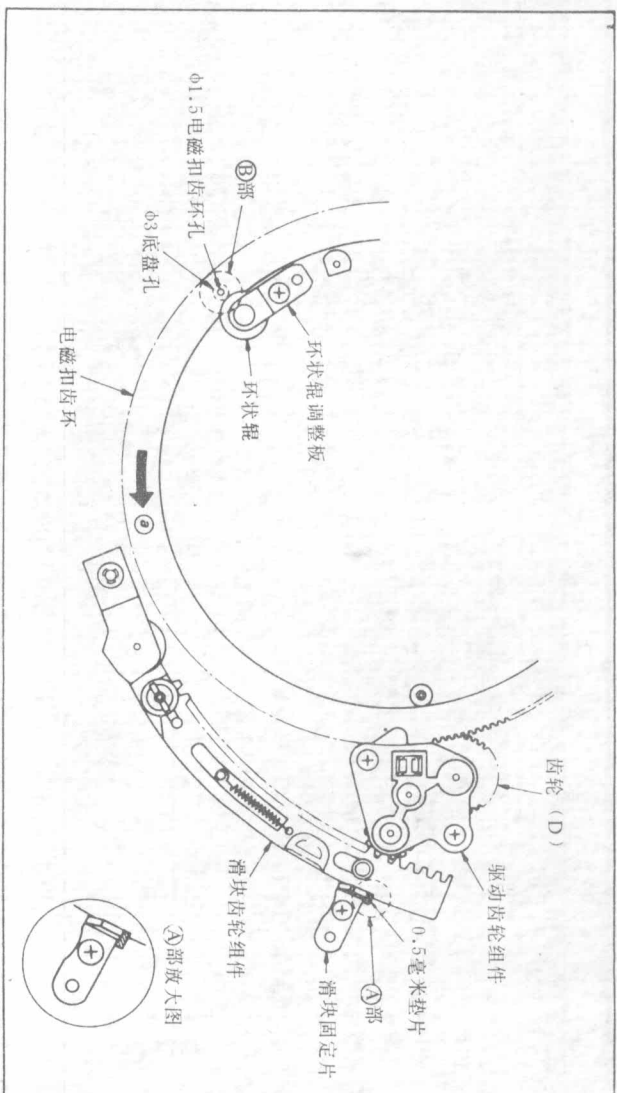 齿轮（D）
驱动齿轮组件
0.5毫米垫片
Ⓐ部
滑块固定片
滑块齿轮组件
Ⓐ部放大图
ⓐ
环状辊调整板
环状辊
Ⓑ部
Φ1.5电磁扣齿环孔
Φ3底盘孔
电磁扣齿环